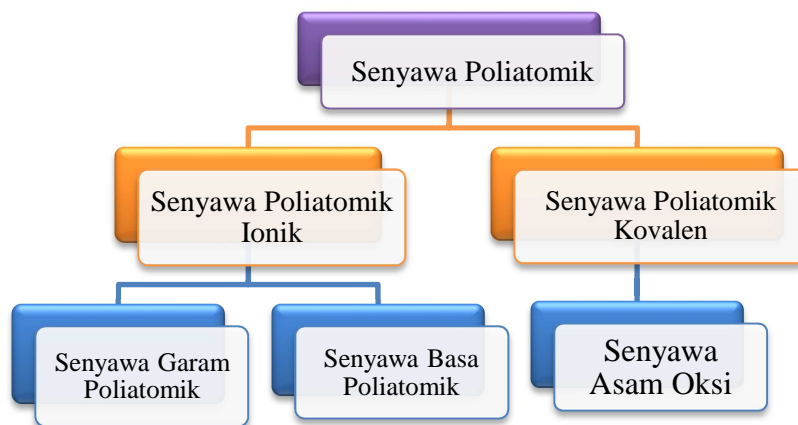 Senyawa Poliatomik
Senyawa Poliatomik
Ionik
Senyawa Poliatomik
Kovalen
Senyawa Garam
Poliatomik
Senyawa Basa
Poliatomik
Senyawa
Asam Oksi